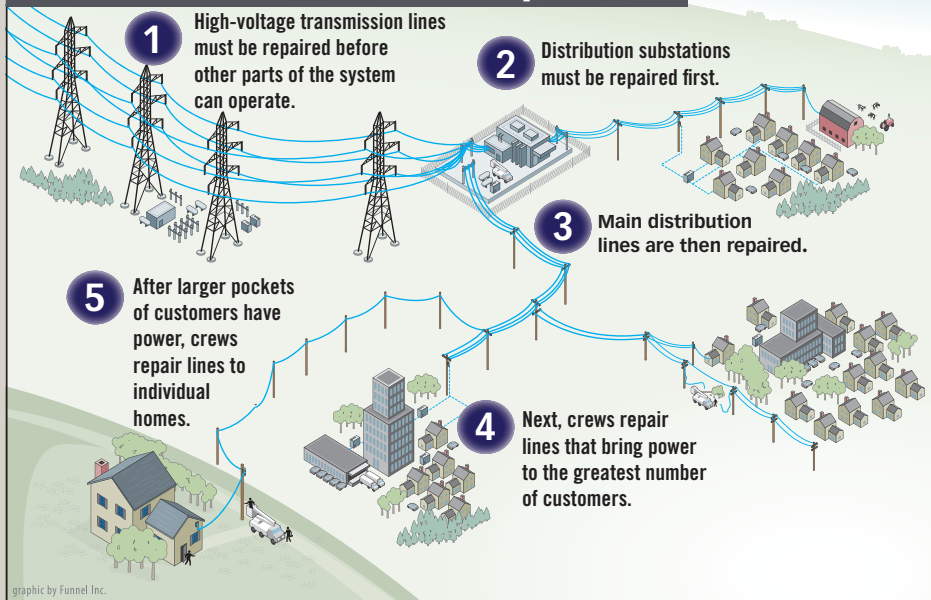 1
High-voltage transmission lines
must be repaired before
other parts of the system
can operate.
2
Distribution substations
must be repaired first.
3
Main distribution
lines are then repaired.
5
After larger pockets
of customers have
power, crews
repair lines to
individual
homes.
4
Next, crews repair
lines that bring power
to the greatest number
of customers.
graphic by Funnel Inc.